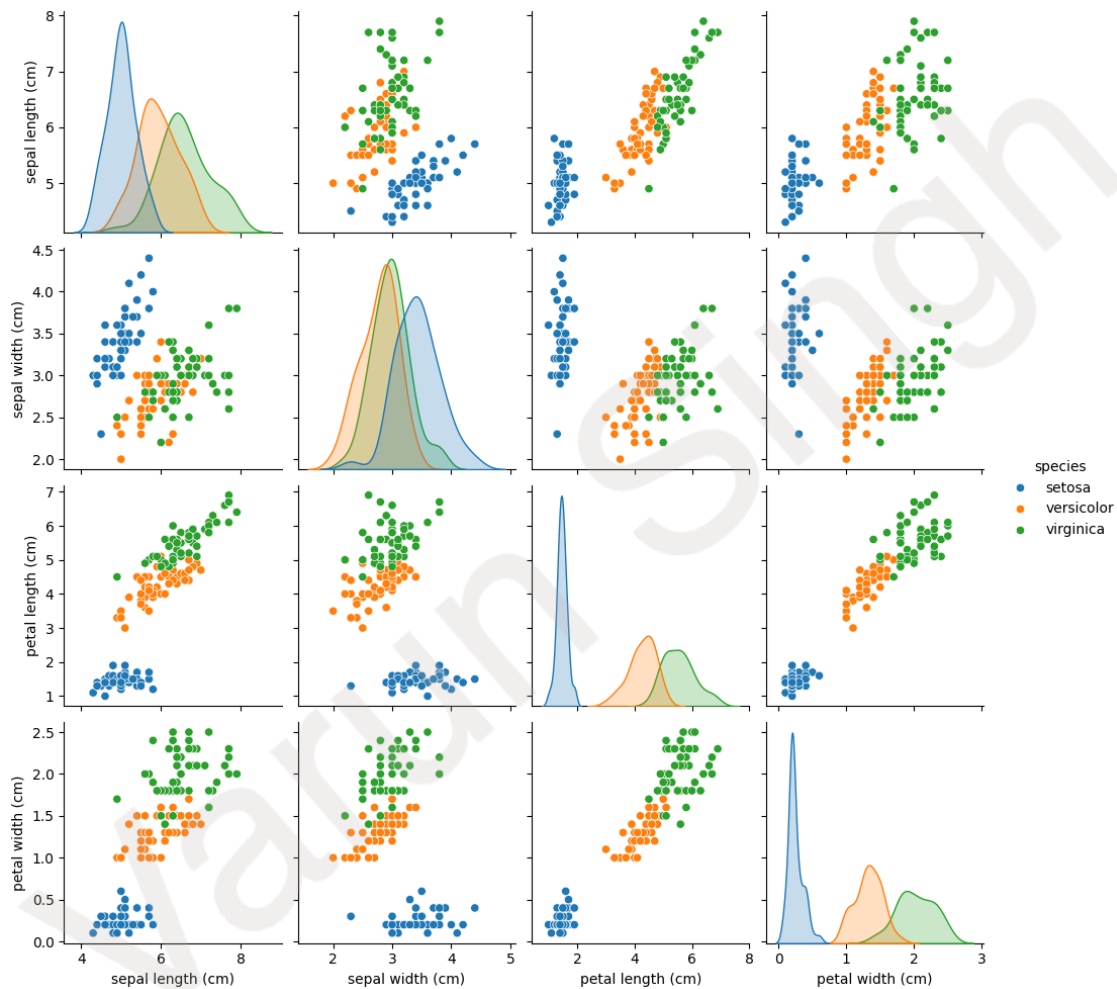 8
7
6
5
sepal length (cm)
4.5
4.0
3.5
3.0
2.5
2.0
sepal width (cm)
species
setosa
versicolor
virginica
7
6
5
4
3
2
1
petal length (cm)
2.5
2.0
1.5
1.0
0.5
0.0
petal width (cm)
4 6 8
sepal length (cm)
2 3 4 5
sepal width (cm)
0 2 4 6 8
petal length (cm)
0 1 2 3
petal width (cm)
Varun Singh